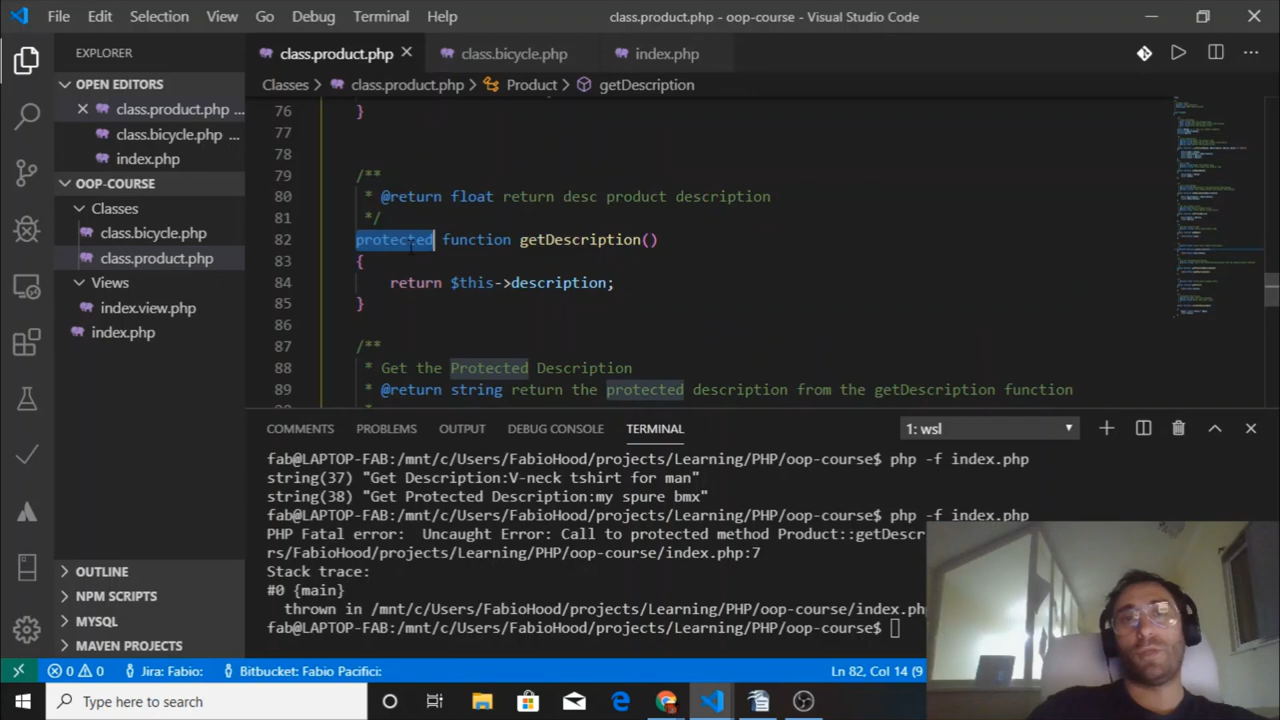 File Edit Selection View Go Debug Terminal Help class.product.php - oop-course - Visual Studio Code
EXPLORER
class.product.php class.bicycle.php index.php
OPEN EDITORS
class.product.php ...
class.bicycle.php ...
index.php
OOP-COURSE
Classes
class.bicycle.php
class.product.php
Views
index.view.php
index.php
OUTLINE
NPM SCRIPTS
MYSQL
MAVEN PROJECTS
Classes > class.product.php > Product > getDescription
76 }
77
78
79 /**
80 * @return float return desc product description
81 */
82 protected function getDescription()
83 {
84 return $this->description;
85 }
86
87 /**
88 * Get the Protected Description
89 * @return string return the protected description from the getDescription function
COMMENTS PROBLEMS OUTPUT DEBUG CONSOLE TERMINAL 1: wsl
fab@LAPTOP-FAB:/mnt/c/Users/FabioHood/projects/Learning/PHP/oop-course$ php -f index.php
string(37) "Get Description:V-neck tshirt for man"
string(38) "Get Protected Description:my spure bmx"
fab@LAPTOP-FAB:/mnt/c/Users/FabioHood/projects/Learning/PHP/oop-course$ php -f index.php
PHP Fatal error: Uncaught Error: Call to protected method Product::getDescr
rs/FabioHood/projects/Learning/PHP/oop-course/index.php:7
Stack trace:
#0 {main}
thrown in /mnt/c/Users/FabioHood/projects/Learning/PHP/oop-course/index.ph
fab@LAPTOP-FAB:/mnt/c/Users/FabioHood/projects/Learning/PHP/oop-course$
0 0 Jira: Fabio: Bitbucket: Fabio Pacifici: Ln 82, Col 14 (9
Type here to search